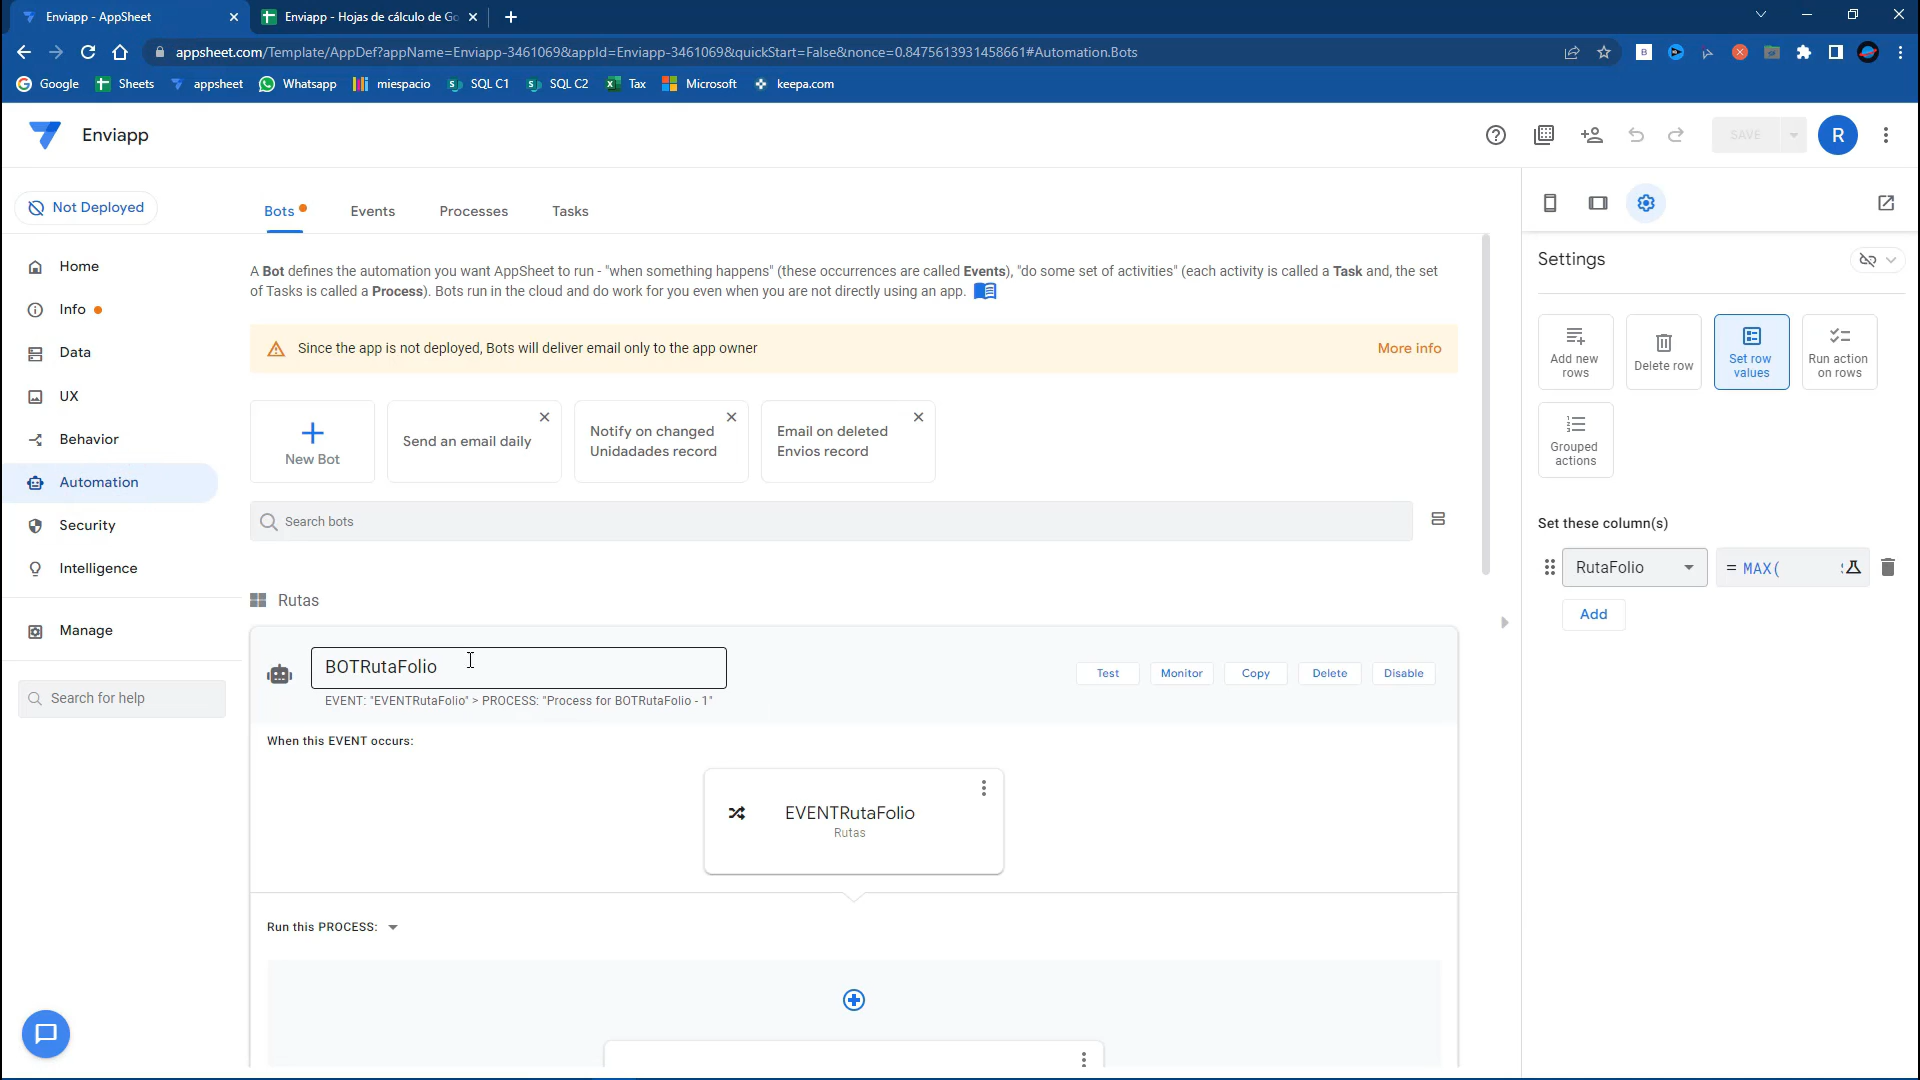 Enviapp - AppSheet
Enviapp - Hojas de cálculo de Go
appsheet.com/Template/AppDef?appName=Enviapp-3461069&appId=Enviapp-3461069&quickStart=False&nonce=0.8475613931458661#Automation.Bots
Google Sheets appsheet Whatsapp miespacio SQL C1 SQL C2 Tax Microsoft keepa.com
Enviapp
SAVE
R
Not Deployed
Home
Info
Data
UX
Behavior
Automation
Security
Intelligence
Manage
Search for help
Bots Events Processes Tasks
A Bot defines the automation you want AppSheet to run - "when something happens" (these occurrences are called Events), "do some set of activities" (each activity is called a Task and, the set
of Tasks is called a Process). Bots run in the cloud and do work for you even when you are not directly using an app.
Since the app is not deployed, Bots will deliver email only to the app owner
More info
New Bot
Send an email daily
Notify on changed
Unidadades record
Email on deleted
Envios record
Search bots
Rutas
BOTRutaFolio
EVENT: "EVENTRutaFolio" > PROCESS: "Process for BOTRutaFolio - 1"
Test Monitor Copy Delete Disable
When this EVENT occurs:
EVENTRutaFolio
Rutas
Run this PROCESS:
Settings
Add new
rows
Delete row
Set row
values
Run action
on rows
Grouped
actions
Set these column(s)
RutaFolio
= MAX(
Add